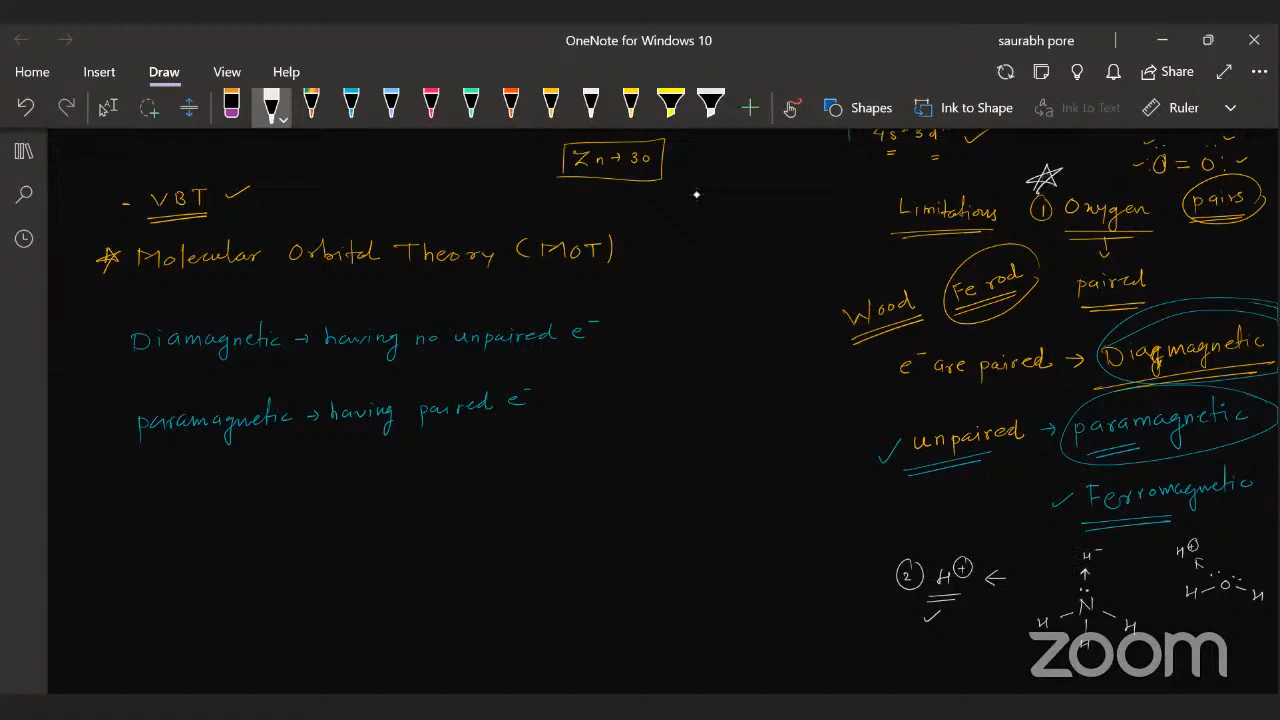 OneNote for Windows 10
saurabh pore
Home Insert Draw View Help
Share
Shapes
Ink to Shape
Ink to Text
Ruler
Zn → 30
4s 3d
- VBT ✓
☆ Molecular Orbital Theory (MOT)
Diamagnetic → having no unpaired e⁻
paramagnetic → having paired e⁻
O = O
Limitations ① Oxygen pairs
↓
paired
Wood Fe rod
e⁻ are paired → Diagmagnetic
✓ unpaired → paramagnetic
✓ Ferromagnetic
② H⊕ ←
H⁻
N
H H H
H⊕
H - O - H
zoom